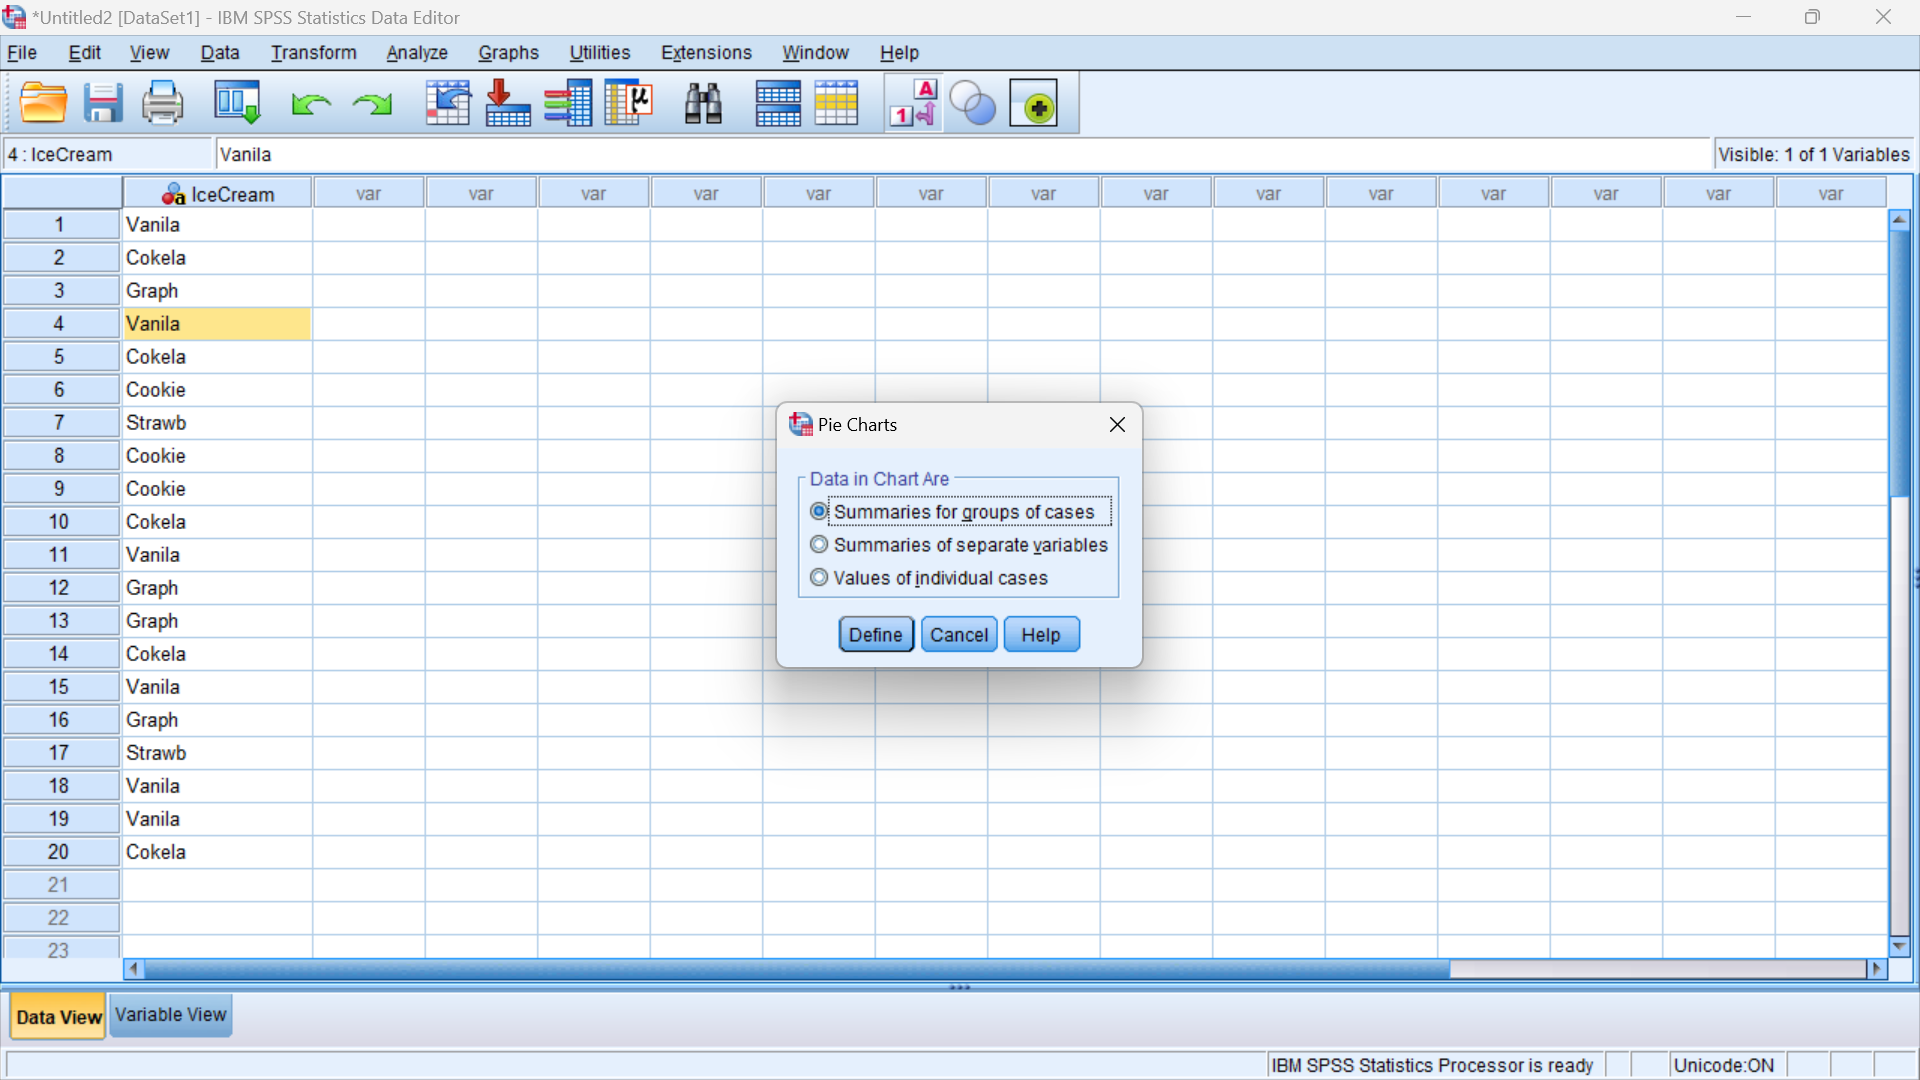 *Untitled2 [DataSet1] - IBM SPSS Statistics Data Editor
File Edit View Data Transform Analyze Graphs Utilities Extensions Window Help
4 : IceCream Vanila Visible: 1 of 1 Variables
IceCream var var var var var var var var var var var var var var
1 Vanila
2 Cokela
3 Graph
4 Vanila
5 Cokela
6 Cookie
7 Strawb
8 Cookie
9 Cookie
10 Cokela
11 Vanila
12 Graph
13 Graph
14 Cokela
15 Vanila
16 Graph
17 Strawb
18 Vanila
19 Vanila
20 Cokela
21
22
23
Pie Charts
Data in Chart Are
Summaries for groups of cases
Summaries of separate variables
Values of individual cases
Define Cancel Help
Data View Variable View
IBM SPSS Statistics Processor is ready Unicode:ON